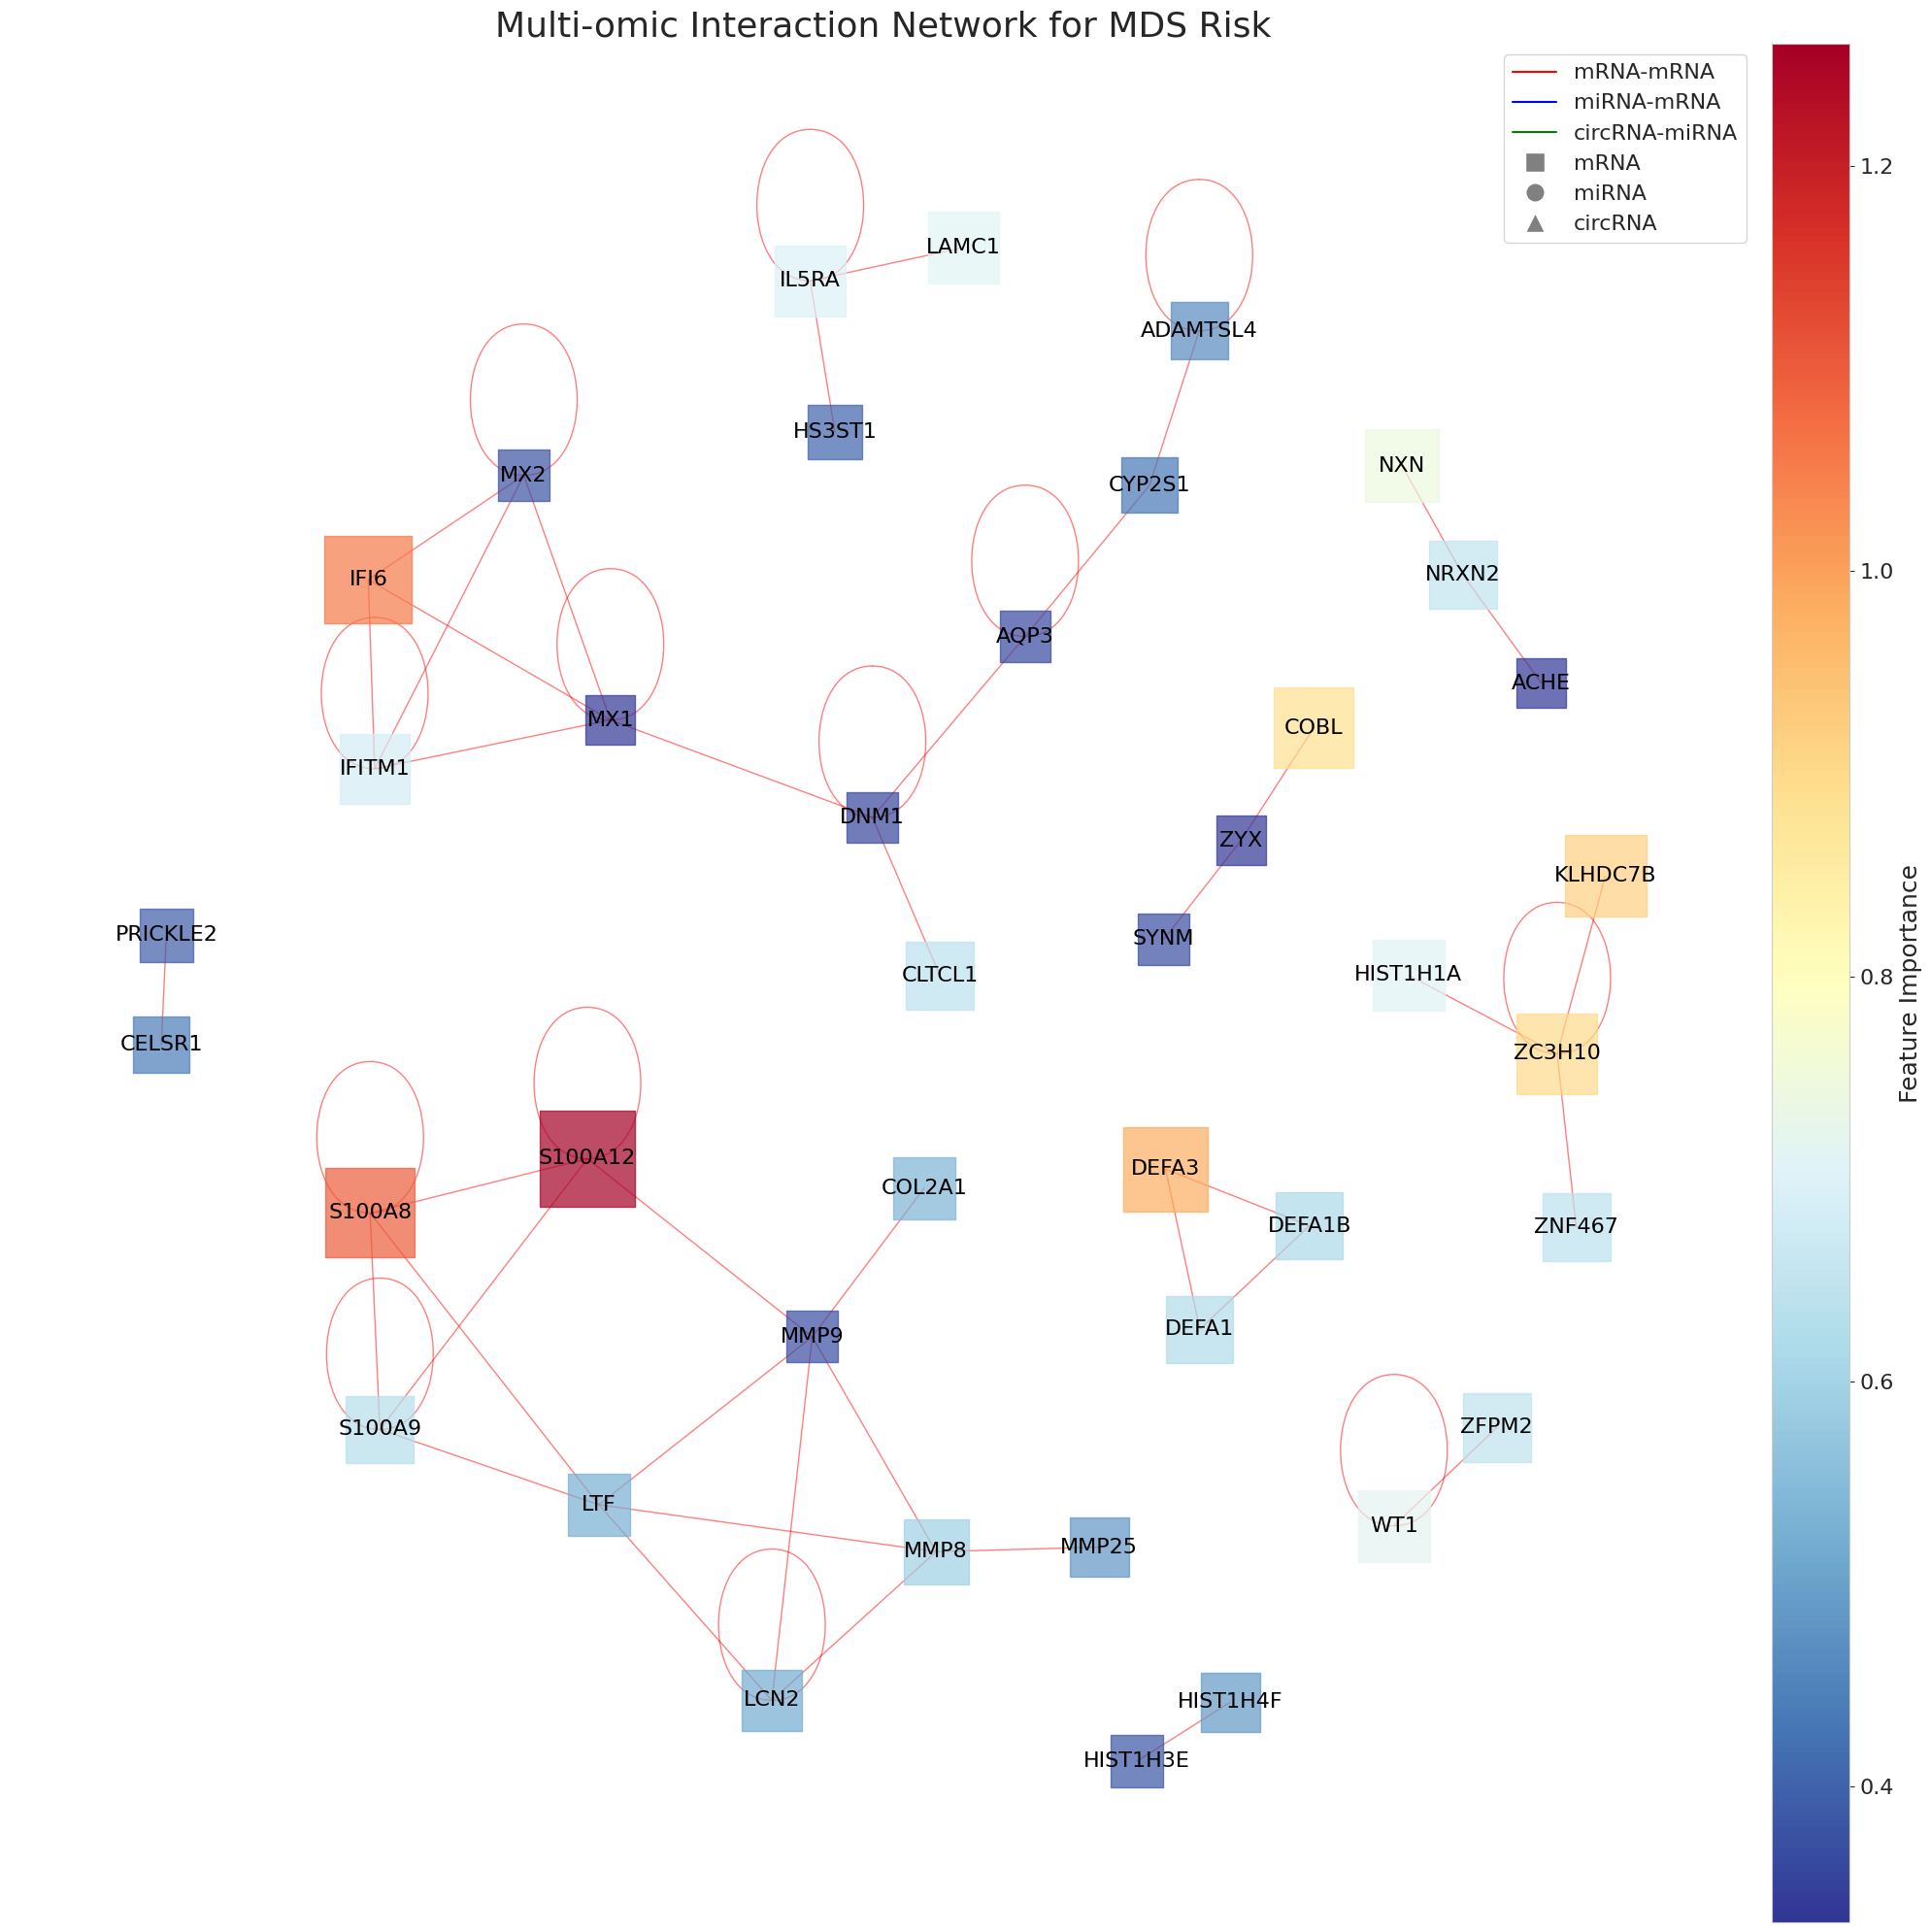 Multi-omic Interaction Network for MDS Risk
mRNA-mRNA
miRNA-mRNA
circRNA-miRNA
mRNA
miRNA
circRNA
1.2
1.0
0.8
0.6
0.4
Feature Importance
LAMC1
IL5RA
ADAMTSL4
HS3ST1
NXN
MX2
CYP2S1
NRXN2
IFI6
AQP3
ACHE
MX1
COBL
IFITM1
DNM1
ZYX
KLHDC7B
PRICKLE2
SYNM
CLTCL1
HIST1H1A
CELSR1
ZC3H10
S100A12
DEFA3
COL2A1
S100A8
DEFA1B
ZNF467
DEFA1
MMP9
S100A9
ZFPM2
LTF
WT1
MMP8
MMP25
LCN2
HIST1H4F
HIST1H3E